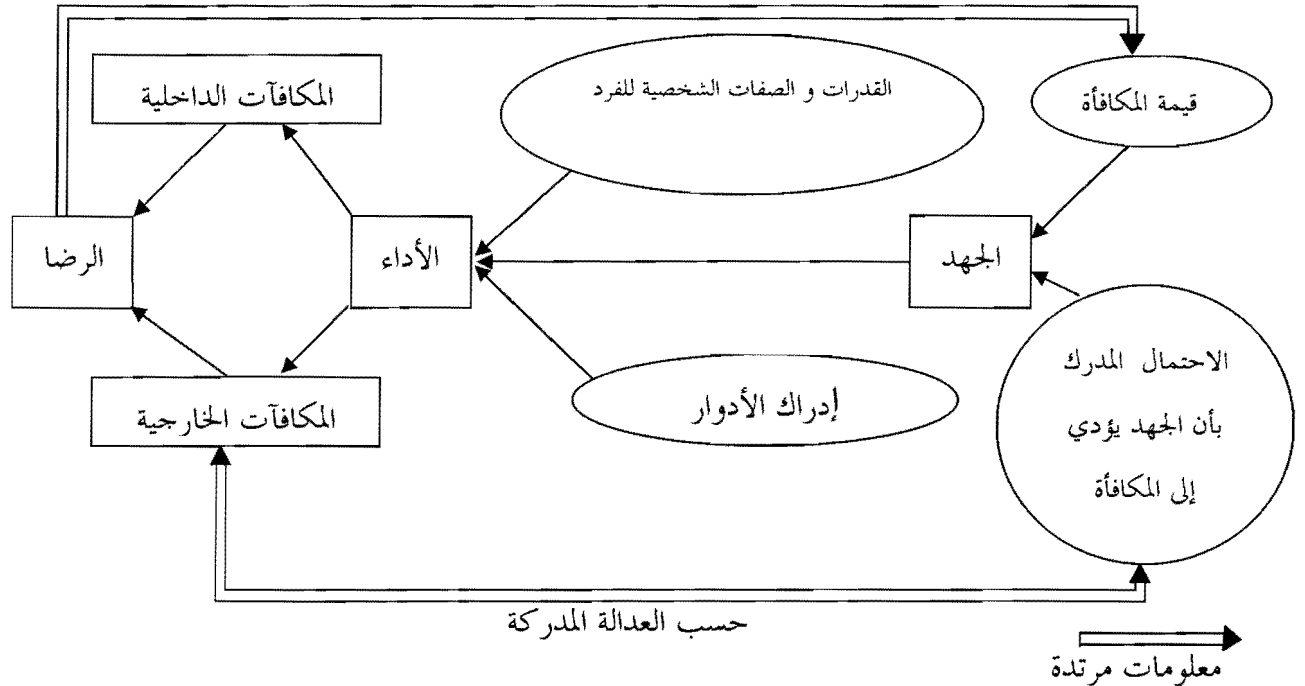 القدرات و الصفات الشخصية للفرد
قيمة المكافأة
المكافآت الداخلية
الجهد
الأداء
الرضا
الاحتمال المدرك
بأن الجهد يؤدي
إلى المكافأة
إدراك الأدوار
المكافآت الخارجية
حسب العدالة المدركة
معلومات مرتدة